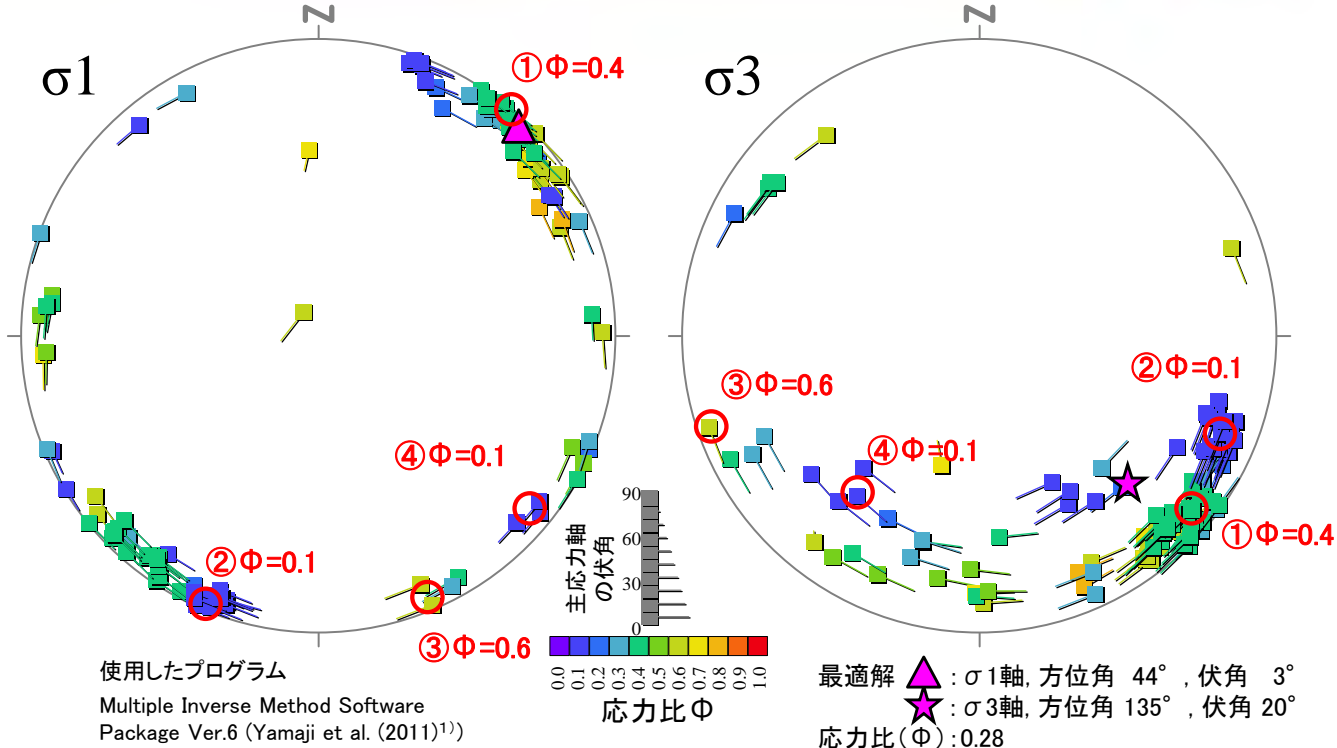 N
N
σ1
①Φ=0.4
σ3
②Φ=0.1
③Φ=0.6
④Φ=0.1
④Φ=0.1
①Φ=0.4
②Φ=0.1
③Φ=0.6
90
60
30
0
主応力軸
の伏角
0.0 0.1 0.2 0.3 0.4 0.5 0.6 0.7 0.8 0.9 1.0
応力比Φ
使用したプログラム
Multiple Inverse Method Software
Package Ver.6 (Yamaji et al. (2011)¹⁾)
最適解 ▲ : σ1軸, 方位角 44° , 伏角 3°
★ : σ3軸, 方位角 135° , 伏角 20°
応力比(Φ) : 0.28